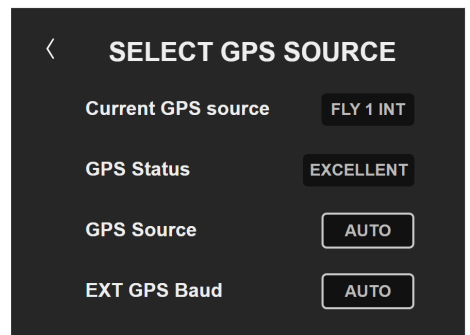 SELECT GPS SOURCE
Current GPS source FLY 1 INT
GPS Status EXCELLENT
GPS Source AUTO
EXT GPS Baud AUTO